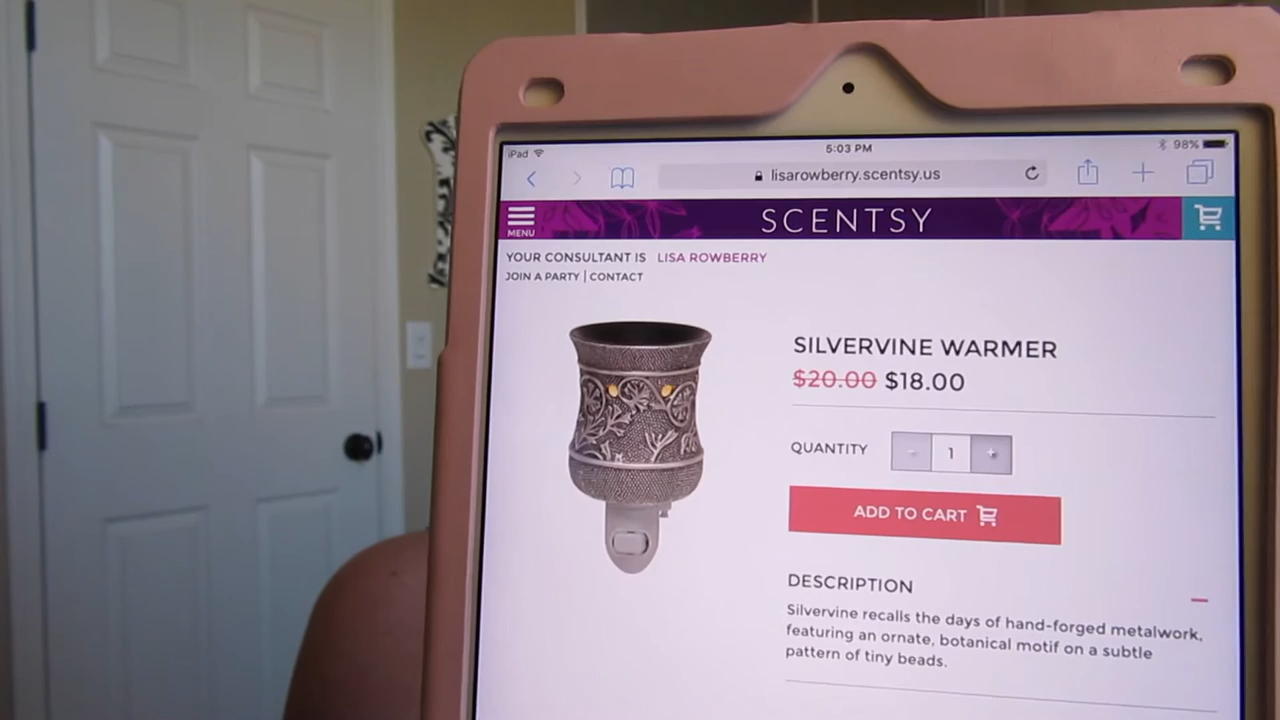 iPad 5:03 PM 98%
lisarowberry.scentsy.us
MENU SCENTSY
YOUR CONSULTANT IS LISA ROWBERRY
JOIN A PARTY | CONTACT
SILVERVINE WARMER
$20.00 $18.00
QUANTITY - 1 +
ADD TO CART
DESCRIPTION
Silvervine recalls the days of hand-forged metalwork,
featuring an ornate, botanical motif on a subtle
pattern of tiny beads.